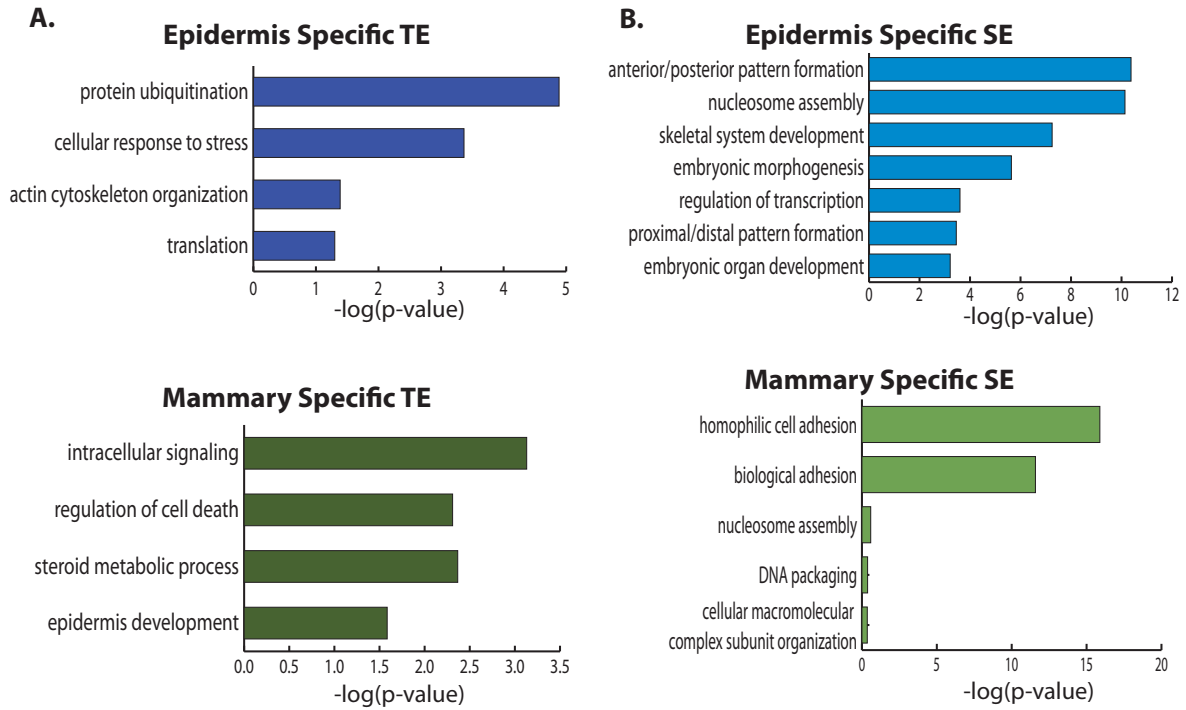 A.
Epidermis Specific TE
protein ubiquitination
cellular response to stress
actin cytoskeleton organization
translation
0 1 2 3 4 5
-log(p-value)
Mammary Specific TE
intracellular signaling
regulation of cell death
steroid metabolic process
epidermis development
0.0 0.5 1.0 1.5 2.0 2.5 3.0 3.5
-log(p-value)
B.
Epidermis Specific SE
anterior/posterior pattern formation
nucleosome assembly
skeletal system development
embryonic morphogenesis
regulation of transcription
proximal/distal pattern formation
embryonic organ development
0 2 4 6 8 10 12
-log(p-value)
Mammary Specific SE
homophilic cell adhesion
biological adhesion
nucleosome assembly
DNA packaging
cellular macromolecular
complex subunit organization
0 5 10 15 20
-log(p-value)